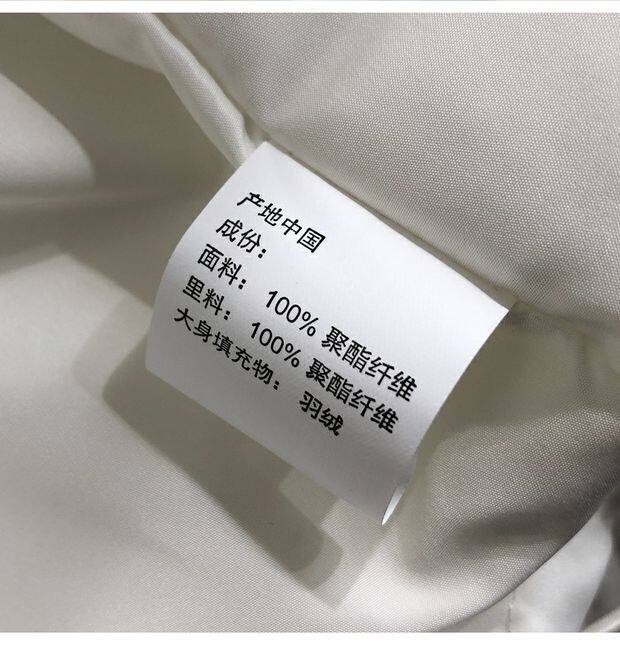 产地中国
成份：
面料： 100% 聚酯纤维
里料： 100% 聚酯纤维
大身填充物： 羽绒